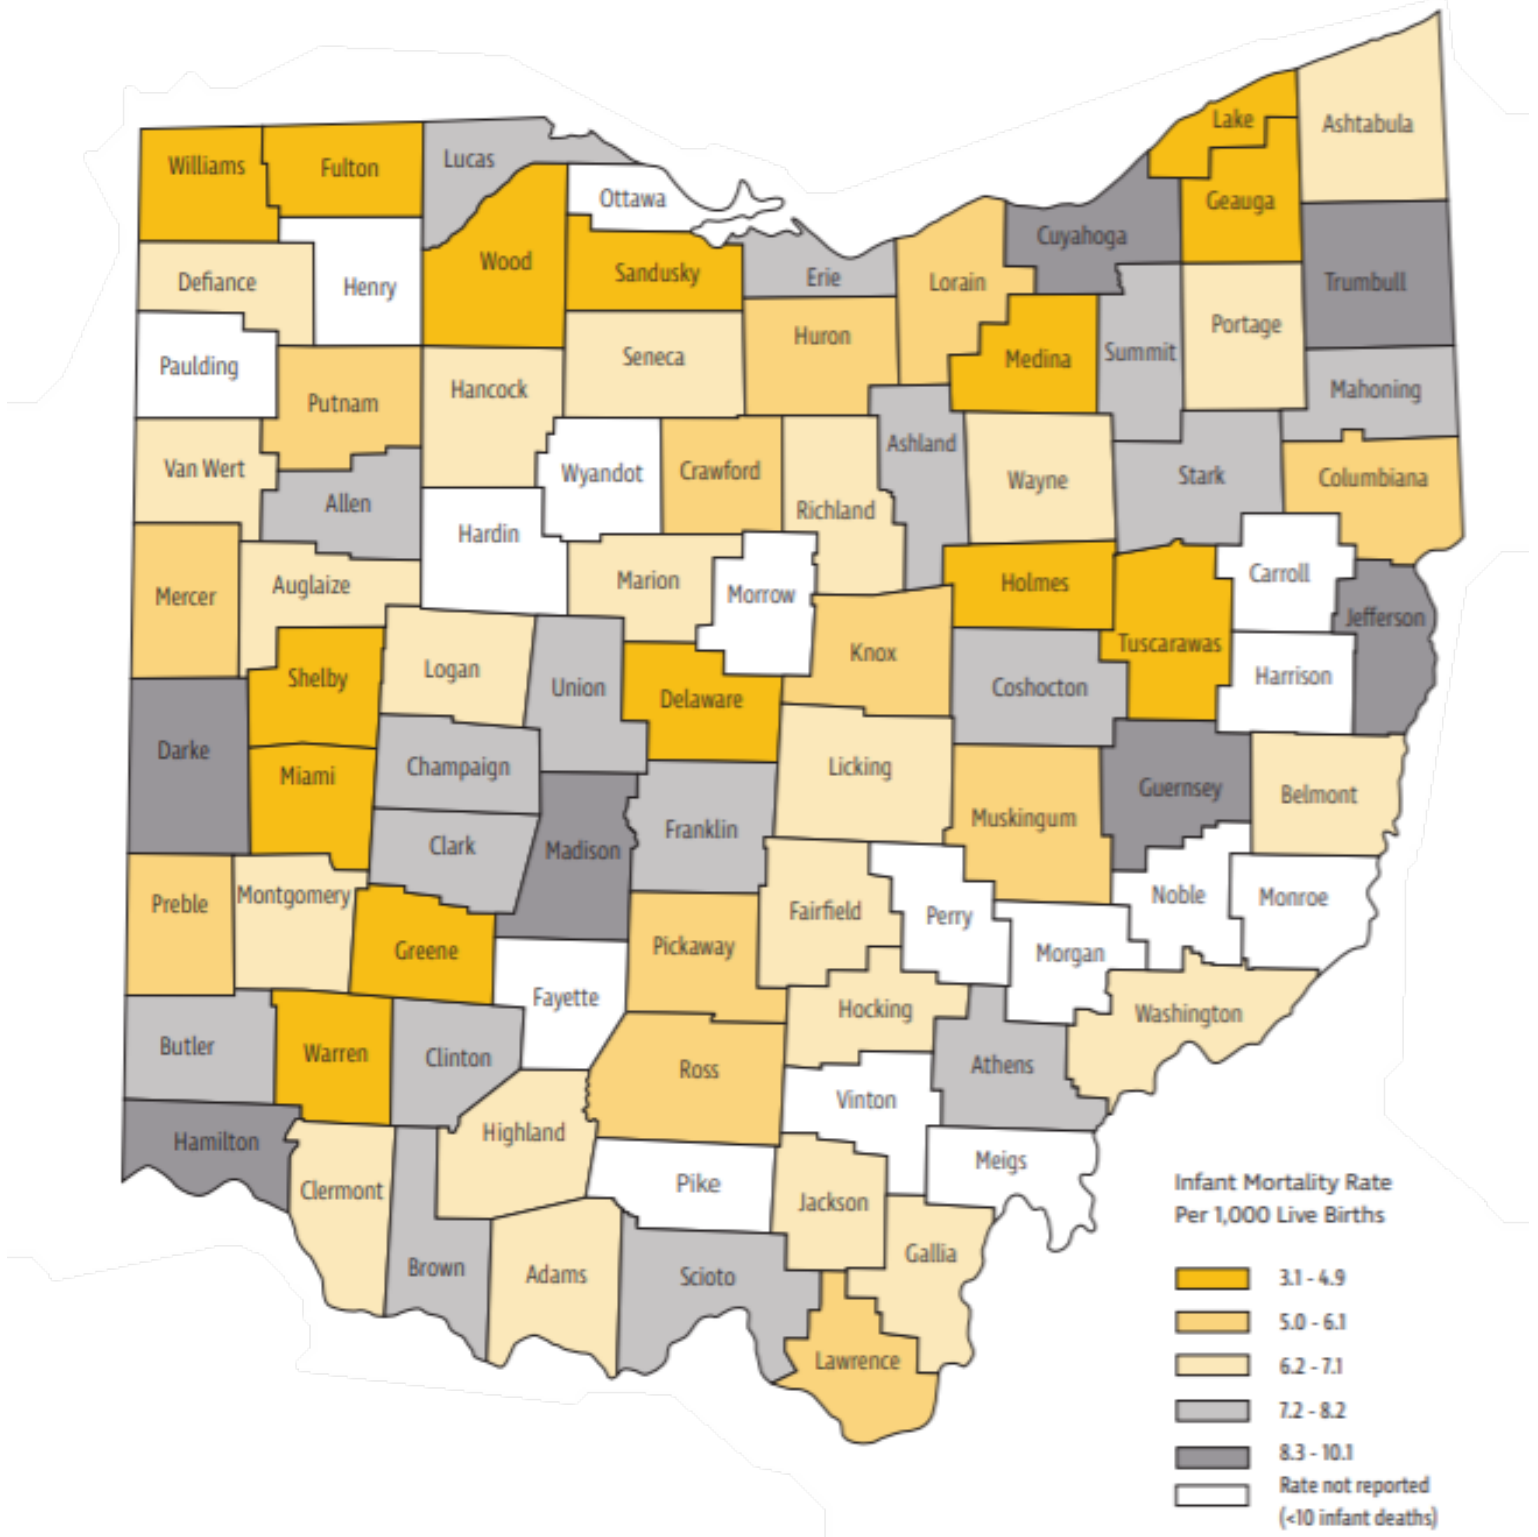 Lake
Ashtabula
Williams
Fulton
Lucas
Ottawa
Geauga
Cuyahoga
Wood
Sandusky
Erie
Lorain
Trumbull
Defiance
Henry
Huron
Portage
Seneca
Medina
Summit
Paulding
Putnam
Hancock
Mahoning
Ashland
Van Wert
Wyandot
Crawford
Wayne
Stark
Columbiana
Allen
Richland
Hardin
Mercer
Auglaize
Marion
Morrow
Holmes
Carroll
Jefferson
Shelby
Logan
Union
Delaware
Knox
Coshocton
Tuscarawas
Harrison
Darke
Miami
Champaign
Licking
Guernsey
Belmont
Clark
Madison
Franklin
Muskingum
Preble
Montgomery
Fairfield
Perry
Noble
Monroe
Greene
Pickaway
Morgan
Fayette
Hocking
Washington
Butler
Warren
Clinton
Ross
Athens
Vinton
Hamilton
Highland
Meigs
Clermont
Pike
Jackson
Brown
Adams
Scioto
Gallia
Lawrence
Infant Mortality Rate
Per 1,000 Live Births
3.1 - 4.9
5.0 - 6.1
6.2 - 7.1
7.2 - 8.2
8.3 - 10.1
Rate not reported
(<10 infant deaths)